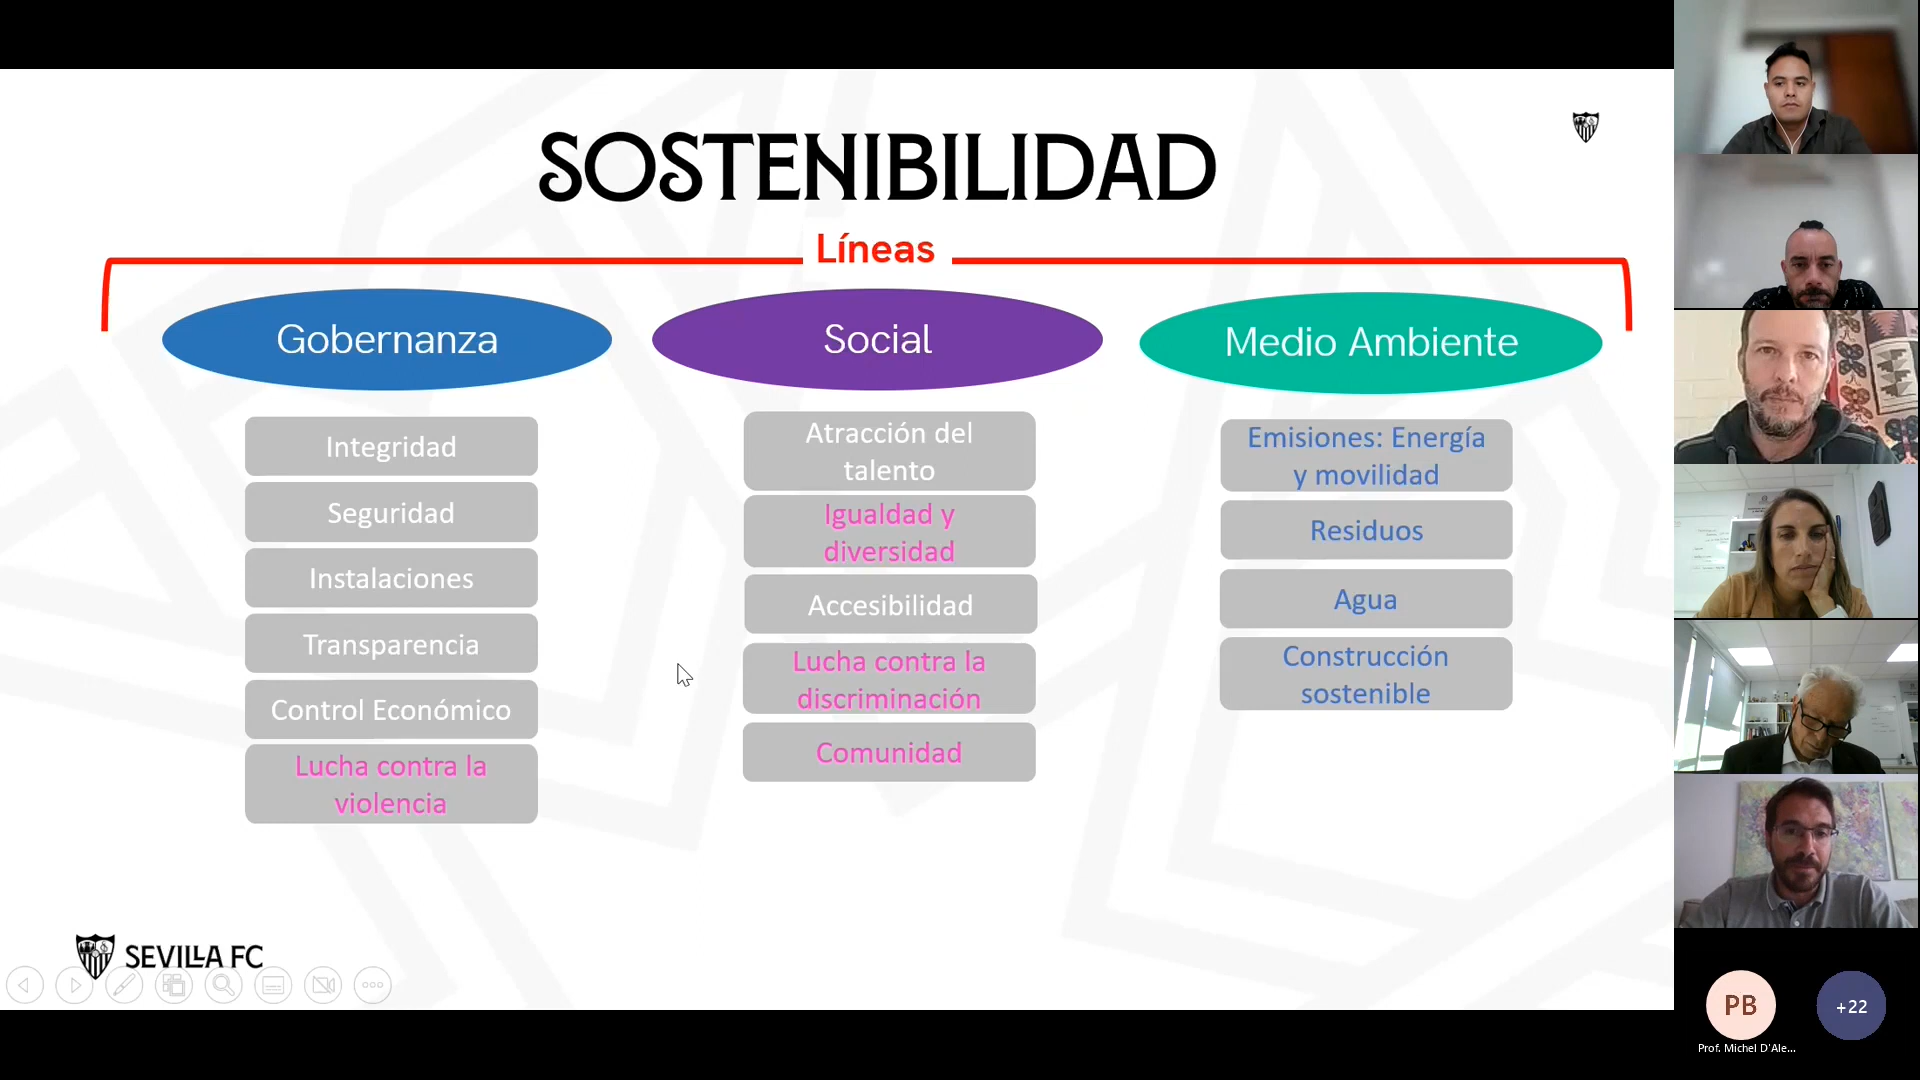 SOSTENIBILIDAD
Líneas
Gobernanza
Integridad
Seguridad
Instalaciones
Transparencia
Control Económico
Lucha contra la
violencia
Social
Atracción del
talento
Igualdad y
diversidad
Accesibilidad
Lucha contra la
discriminación
Comunidad
Medio Ambiente
Emisiones: Energía
y movilidad
Residuos
Agua
Construcción
sostenible
SEVILLA FC
PB
+22
Prof. Michel D'Ale...